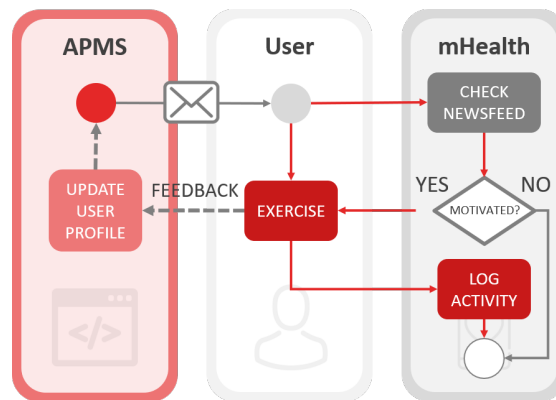 APMS
User
mHealth
CHECK
NEWSFEED
UPDATE
USER
PROFILE
FEEDBACK
EXERCISE
YES
NO
MOTIVATED?
LOG
ACTIVITY
</>